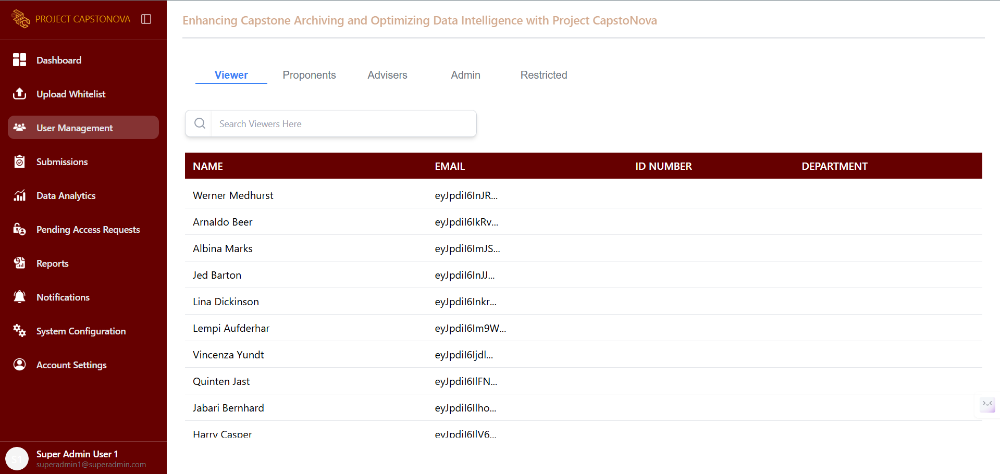 PROJECT CAPSTONOVA
Dashboard
Upload Whitelist
User Management
Submissions
Data Analytics
Pending Access Requests
Reports
Notifications
System Configuration
Account Settings
S1
Super Admin User 1
superadmin1@superadmin.com
Enhancing Capstone Archiving and Optimizing Data Intelligence with Project CapstoNova
Viewer Proponents Advisers Admin Restricted
Search Viewers Here
NAME EMAIL ID NUMBER DEPARTMENT
Werner Medhurst eyJpdiI6InJR...
Arnaldo Beer eyJpdiI6IkRv...
Albina Marks eyJpdiI6ImJS...
Jed Barton eyJpdiI6InJJ...
Lina Dickinson eyJpdiI6Inkr...
Lempi Aufderhar eyJpdiI6Im9W...
Vincenza Yundt eyJpdiI6Ijdl...
Quinten Jast eyJpdiI6IlFN...
Jabari Bernhard eyJpdiI6Ilho...
Harry Casper eyJpdiI6IlV6...